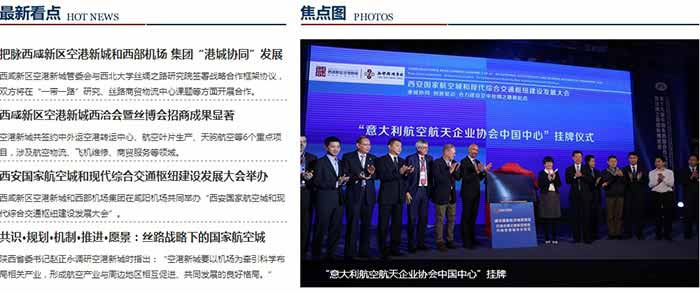 最新看点 HOT NEWS
把脉西咸新区空港新城和西部机场 集团“港城协同”发展
西咸新区空港新城管委会与西北大学丝绸之路研究院签署战略合作框架协议，
双方将在“一带一路”研究、丝路商贸物流中心课题等方面开展合作。
西咸新区空港新城西洽会暨丝博会招商成果显著
空港新城共签约中外运空港转运中心、航空叶片生产、天药航空等6个重点项
目，涉及航空物流、飞机维修、商贸服务等领域。
西安国家航空城和现代综合交通枢纽建设发展大会举办
西咸新区空港新城和西部机场集团在咸阳机场共同举办“西安国家航空城和现
代综合交通枢纽建设发展大会”。
共识·规划·机制·推进·愿景：丝路战略下的国家航空城
陕西省委书记赵正永调研空港新城时指出：“空港新城要以机场为牵引科学布
局相关产业，形成航空产业与周边地区相互促进、共同发展的良好格局。”
焦点图 PHOTOS
西安国家航空城和现代综合交通枢纽建设发展大会
“意大利航空航天企业协会中国中心”挂牌仪式
“意大利航空航天企业协会中国中心”挂牌